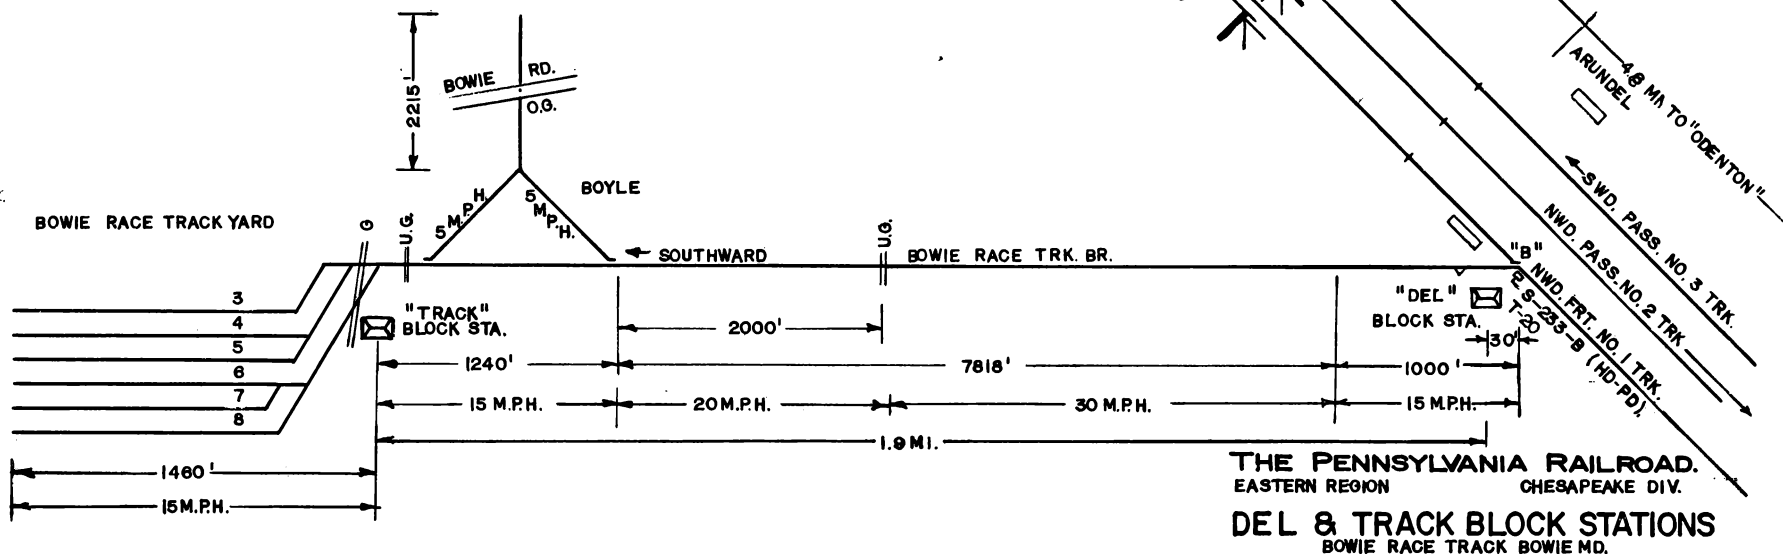 2215'
BOWIE RD.
O.G.
5 M.P.H.
5 M.P.H.
BOYLE
BOWIE RACE TRACK YARD
G
U.G.
SOUTHWARD
U.G.
BOWIE RACE TRK. BR.
3
4
5
6
7
8
"TRACK"
BLOCK STA.
2000'
1240'
7818'
1000'
15 M.P.H.
20 M.P.H.
30 M.P.H.
15 M.P.H.
1.9 MI.
1460'
15 M.P.H.
"DEL"
BLOCK STA.
30'
"B"
T-20
S-253-B (HD-PD)
NWD. FRT. NO. 1 TRK.
NWD. PASS. NO. 2 TRK
SWD. PASS. NO. 3 TRK.
ARUNDEL
4.8 MI. TO "ODENTON"
THE PENNSYLVANIA RAILROAD.
EASTERN REGION CHESAPEAKE DIV.
DEL & TRACK BLOCK STATIONS
BOWIE RACE TRACK BOWIE MD.